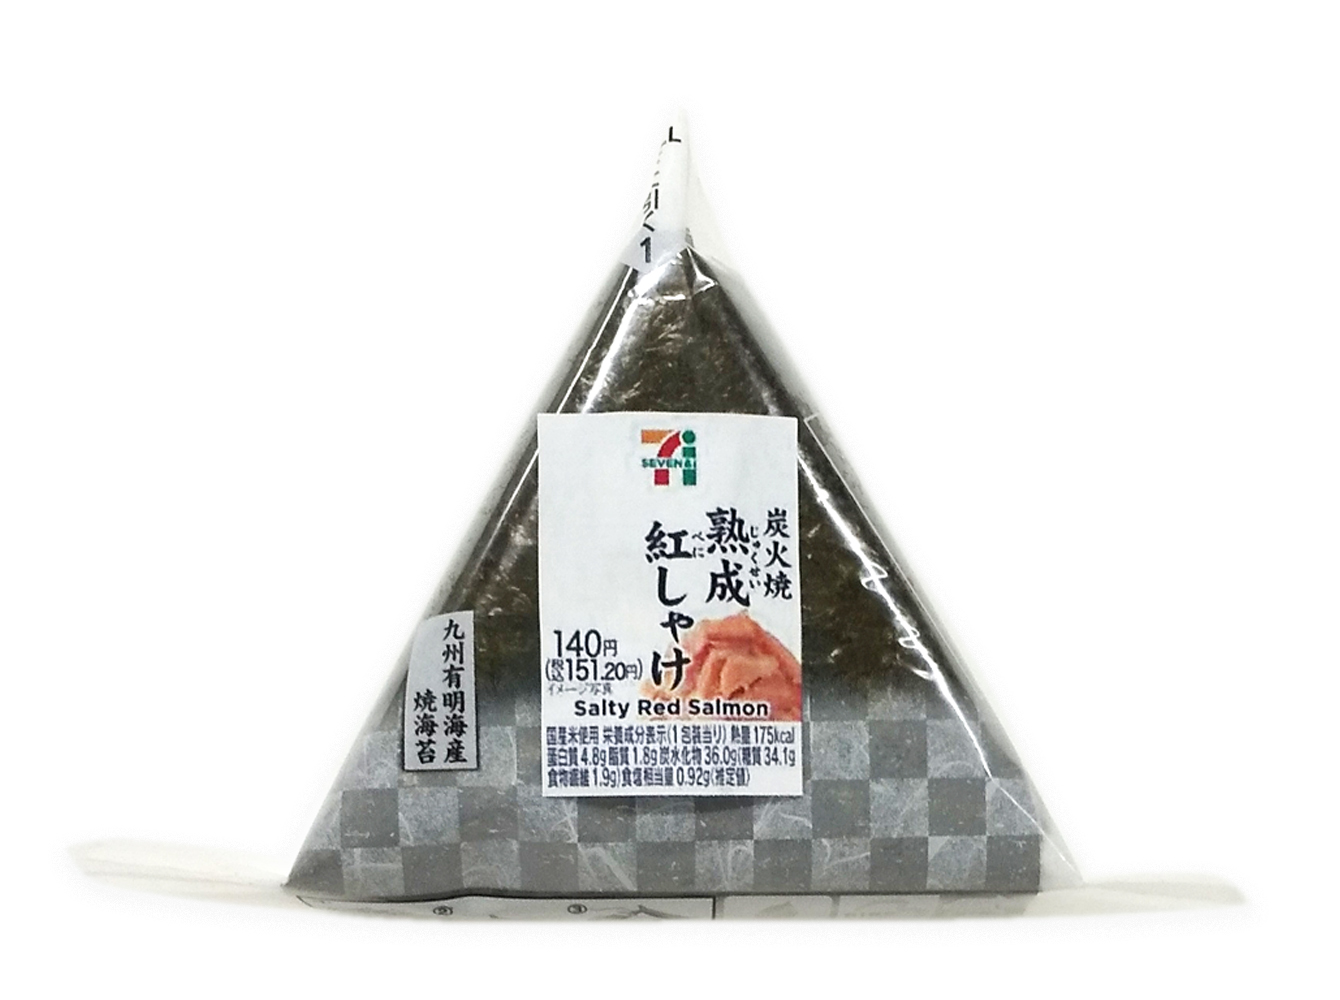 1
SEVEN&i
炭火焼
熟成
じゅくせい
紅しゃけ
べに
140円
(税込151.20円)
イメージ写真
Salty Red Salmon
国産米使用 栄養成分表示(1包装当り) 熱量175kcal
蛋白質4.8g 脂質1.8g 炭水化物36.0g(糖質34.1g
食物繊維1.9g) 食塩相当量0.92g(推定値)
九州有明海産
焼海苔